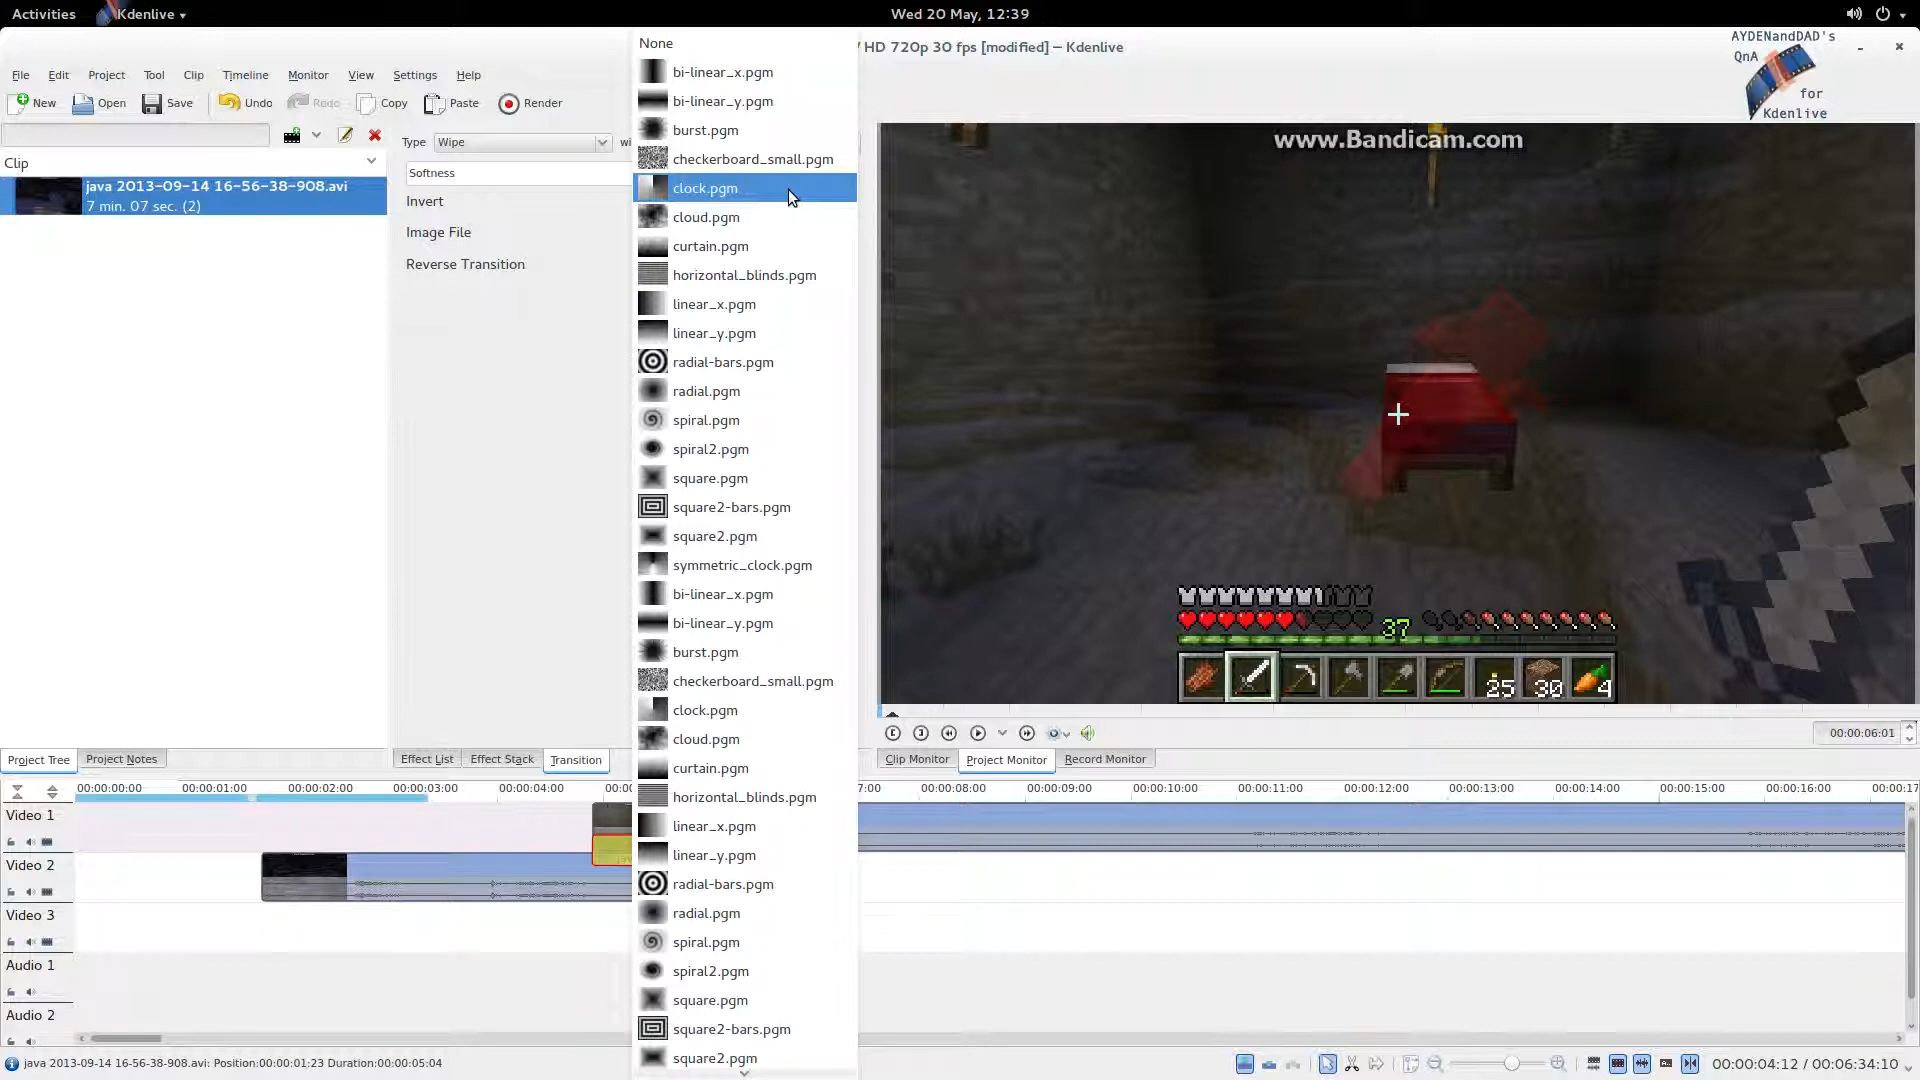 Activities
Kdenlive
Wed 20 May, 12:39
HD 720p 30 fps [modified] – Kdenlive
AYDENandDAD's
QnA
for
Kdenlive
File Edit Project Tool Clip Timeline Monitor View Settings Help
New Open Save Undo Redo Copy Paste Render
Clip
java 2013-09-14 16-56-38-908.avi
7 min. 07 sec. (2)
Type Wipe wi
Softness
Invert
Image File
Reverse Transition
None
bi-linear_x.pgm
bi-linear_y.pgm
burst.pgm
checkerboard_small.pgm
clock.pgm
cloud.pgm
curtain.pgm
horizontal_blinds.pgm
linear_x.pgm
linear_y.pgm
radial-bars.pgm
radial.pgm
spiral.pgm
spiral2.pgm
square.pgm
square2-bars.pgm
square2.pgm
symmetric_clock.pgm
bi-linear_x.pgm
bi-linear_y.pgm
burst.pgm
checkerboard_small.pgm
clock.pgm
cloud.pgm
curtain.pgm
horizontal_blinds.pgm
linear_x.pgm
linear_y.pgm
radial-bars.pgm
radial.pgm
spiral.pgm
spiral2.pgm
square.pgm
square2-bars.pgm
square2.pgm
www.Bandicam.com
37
25 30 4
00:00:06:01
Project Tree Project Notes
Effect List Effect Stack Transition
Clip Monitor Project Monitor Record Monitor
00:00:00:00 00:00:01:00 00:00:02:00 00:00:03:00 00:00:04:00 00:0 7:00 00:00:08:00 00:00:09:00 00:00:10:00 00:00:11:00 00:00:12:00 00:00:13:00 00:00:14:00 00:00:15:00 00:00:16:00 00:00:17
Video 1
Video 2
Video 3
Audio 1
Audio 2
java 2013-09-14 16-56-38-908.avi: Position:00:00:01:23 Duration:00:00:05:04
00:00:04:12 / 00:06:34:10